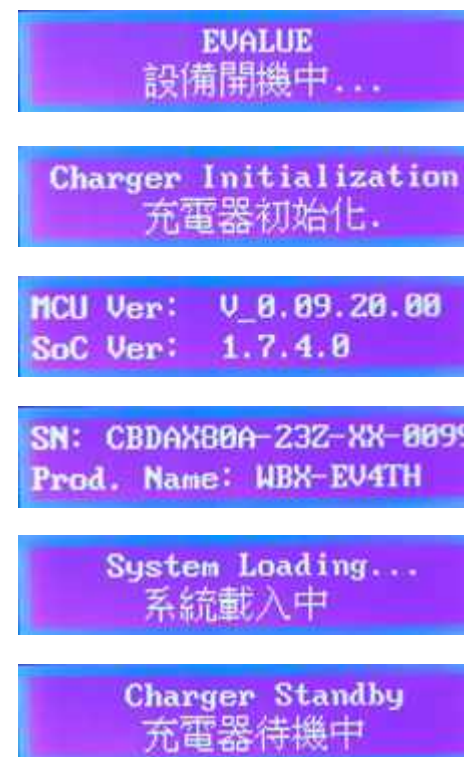 EVALUE
設備開機中...
Charger Initialization
充電器初始化.
MCU Ver: V_0.09.20.00
SoC Ver: 1.7.4.0
SN: CBDAX80A-23Z-XX-0099
Prod. Name: WBX-EV4TH
System Loading...
系統載入中
Charger Standby
充電器待機中